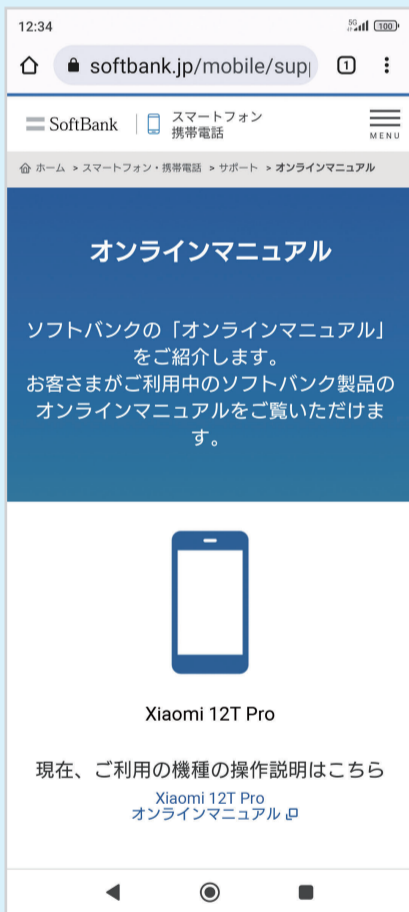 12:34
5G 100
softbank.jp/mobile/sup
1
SoftBank
スマートフォン
携帯電話
MENU
ホーム > スマートフォン・携帯電話 > サポート > オンラインマニュアル
オンラインマニュアル
ソフトバンクの「オンラインマニュアル」
をご紹介します。
お客さまがご利用中のソフトバンク製品の
オンラインマニュアルをご覧いただけま
す。
Xiaomi 12T Pro
現在、ご利用の機種の操作説明はこちら
Xiaomi 12T Pro
オンラインマニュアル